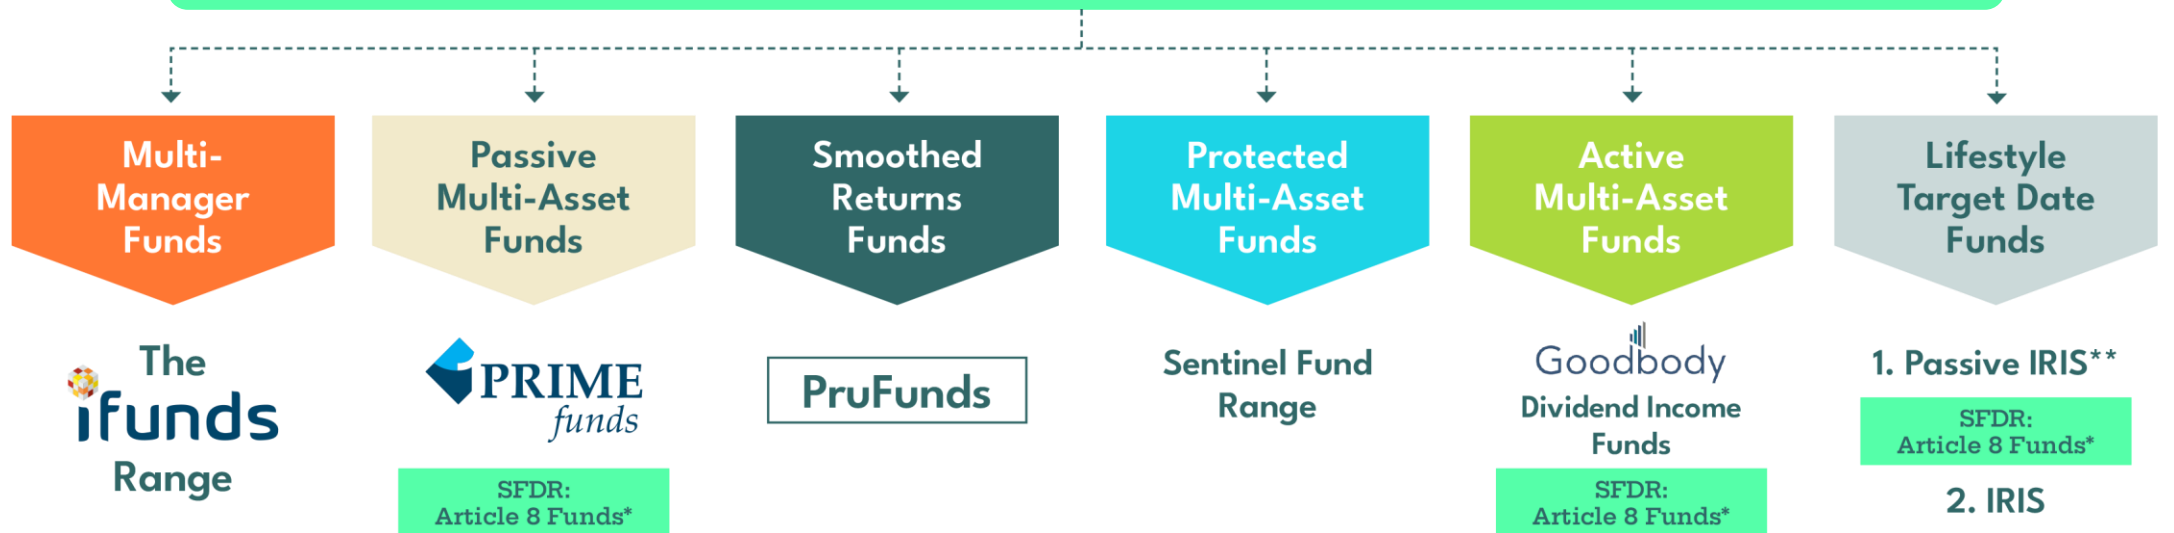 Multi-
Manager
Funds
The
ifunds
Range
Passive
Multi-Asset
Funds
PRIME
funds
SFDR:
Article 8 Funds*
Smoothed
Returns
Funds
PruFunds
Protected
Multi-Asset
Funds
Sentinel Fund
Range
Active
Multi-Asset
Funds
Goodbody
Dividend Income
Funds
SFDR:
Article 8 Funds*
Lifestyle
Target Date
Funds
1. Passive IRIS**
SFDR:
Article 8 Funds*
2. IRIS